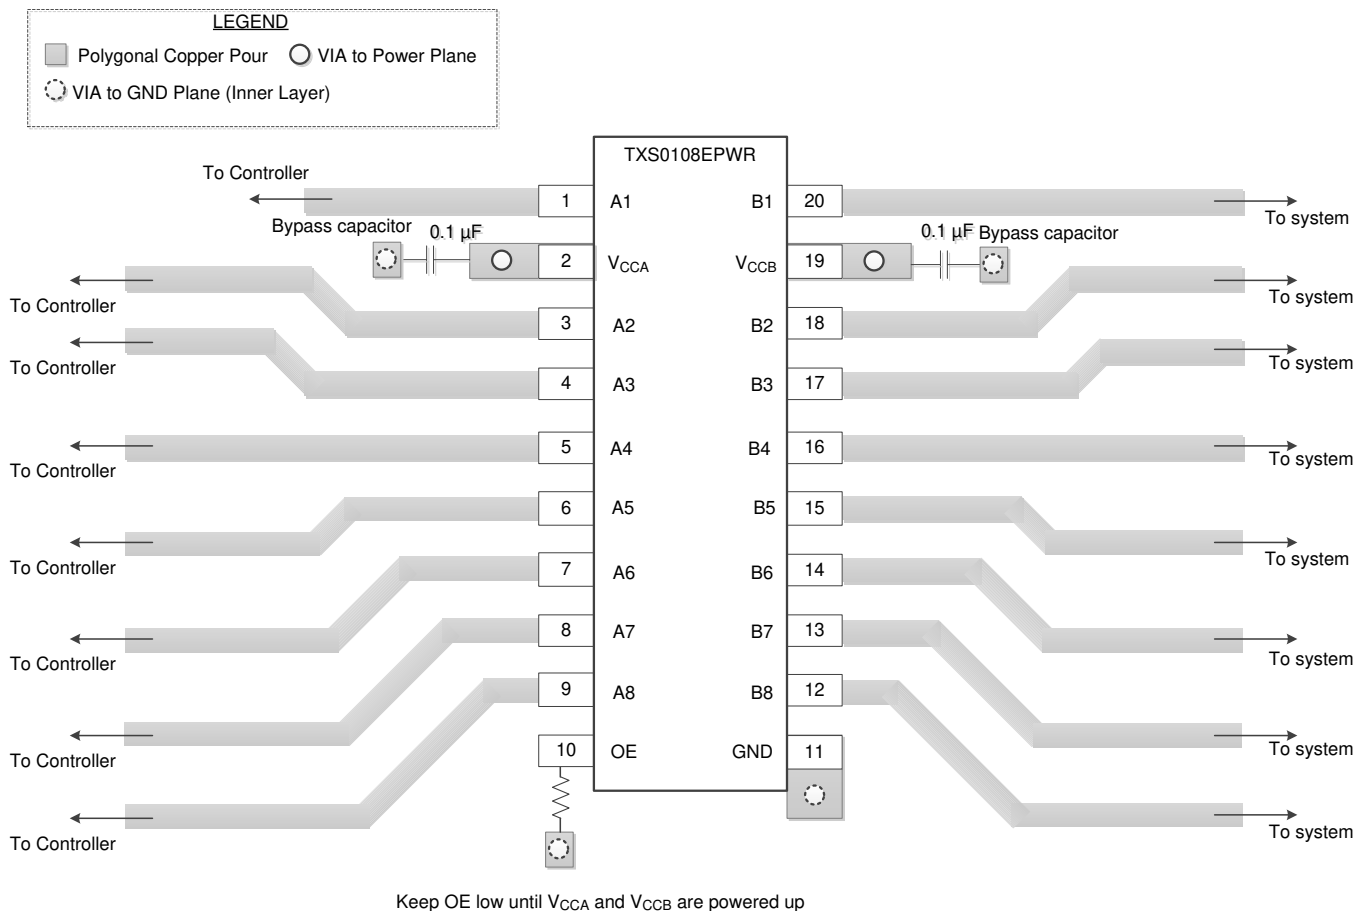 LEGEND
Polygonal Copper Pour
VIA to Power Plane
VIA to GND Plane (Inner Layer)
TXS0108EPWR
To Controller
1
A1
B1
20
To system
Bypass capacitor
0.1 µF
2
VCCA
VCCB
19
0.1 µF
Bypass capacitor
To Controller
3
A2
B2
18
To system
To Controller
4
A3
B3
17
To system
To Controller
5
A4
B4
16
To system
To Controller
6
A5
B5
15
To system
To Controller
7
A6
B6
14
To system
To Controller
8
A7
B7
13
To system
To Controller
9
A8
B8
12
To system
10
OE
GND
11
Keep OE low until VCCA and VCCB are powered up